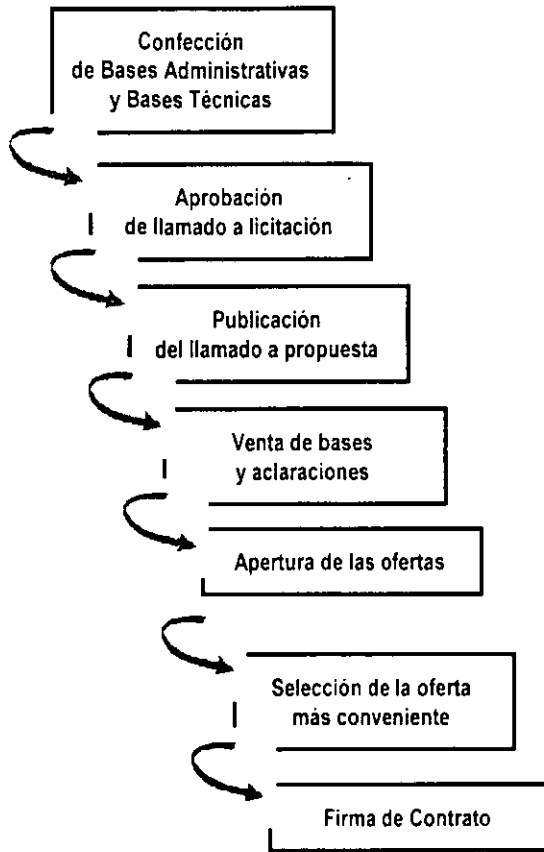 Confección
de Bases Administrativas
y Bases Técnicas
Aprobación
de llamado a licitación
Publicación
del llamado a propuesta
Venta de bases
y aclaraciones
Apertura de las ofertas
Selección de la oferta
más conveniente
Firma de Contrato